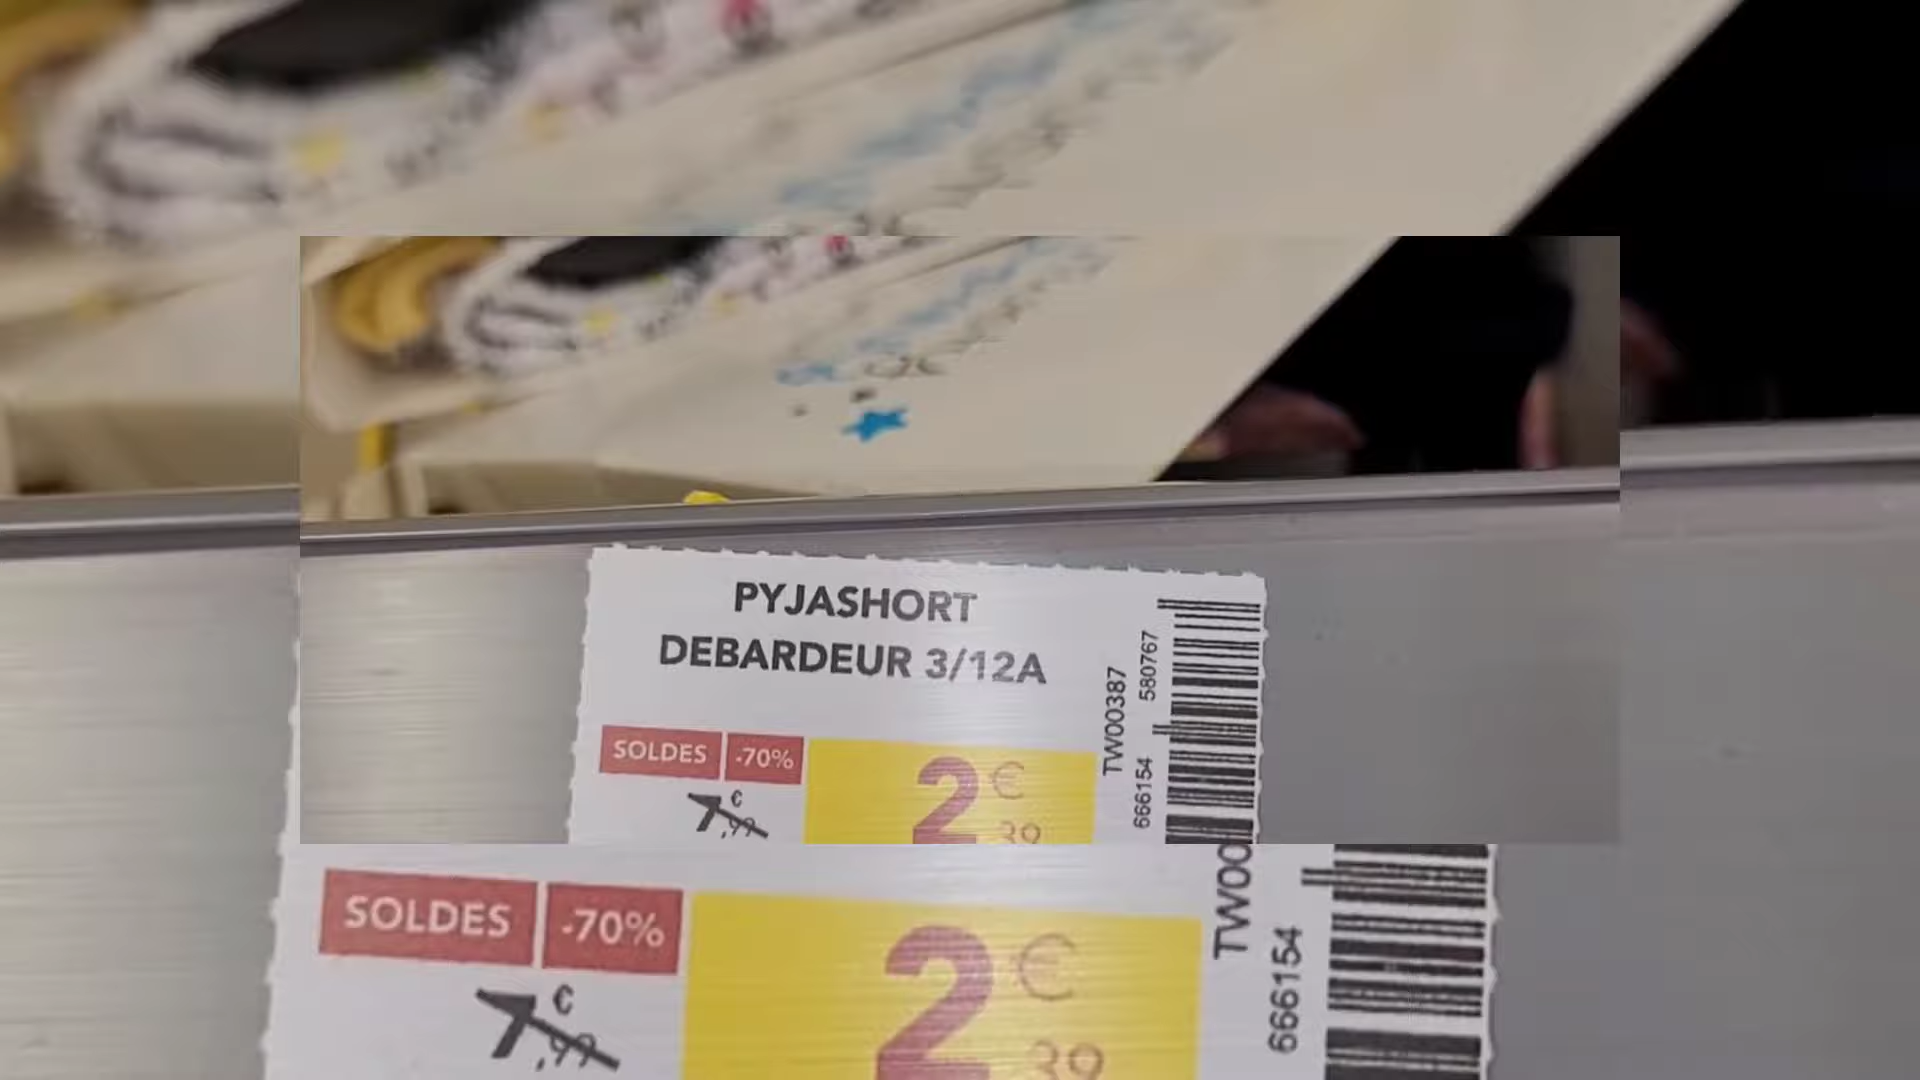 PYJASHORT
DEBARDEUR 3/12A
SOLDES -70%
7€,99
2€39
TW00387
666154 580767
SOLDES -70%
7€,99
2€39
TW00
666154